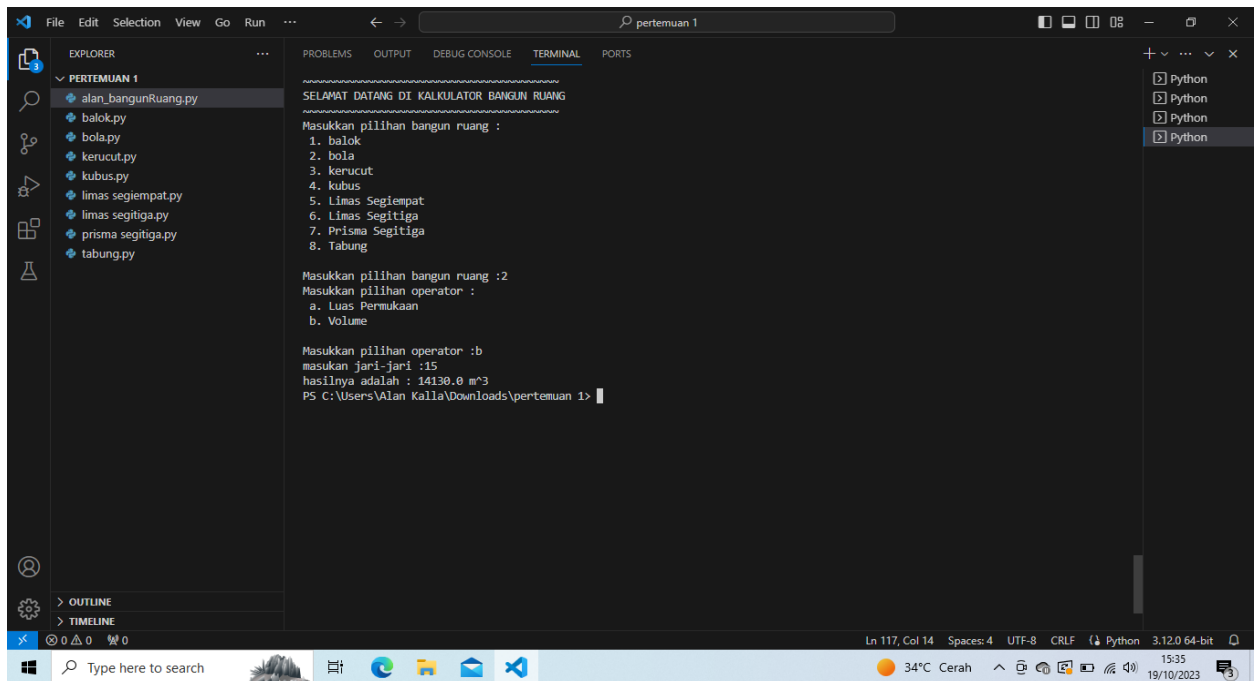 File Edit Selection View Go Run ···
pertemuan 1
EXPLORER ···
PERTEMUAN 1
alan_bangunRuang.py
balok.py
bola.py
kerucut.py
kubus.py
limas segiempat.py
limas segitiga.py
prisma segitiga.py
tabung.py
OUTLINE
TIMELINE
3
PROBLEMS OUTPUT DEBUG CONSOLE TERMINAL PORTS
~~~~~~~~~~~~~~~~~~~~~~~~~~~~~~~~~~~~~~~~~
SELAMAT DATANG DI KALKULATOR BANGUN RUANG
~~~~~~~~~~~~~~~~~~~~~~~~~~~~~~~~~~~~~~~~~
Masukkan pilihan bangun ruang :
1. balok
2. bola
3. kerucut
4. kubus
5. Limas Segiempat
6. Limas Segitiga
7. Prisma Segitiga
8. Tabung
Masukkan pilihan bangun ruang :2
Masukkan pilihan operator :
a. Luas Permukaan
b. Volume
Masukkan pilihan operator :b
masukan jari-jari :15
hasilnya adalah : 14130.0 m^3
PS C:\Users\Alan Kalla\Downloads\pertemuan 1>
Python
Python
Python
Python
0 0 0
Ln 117, Col 14 Spaces: 4 UTF-8 CRLF Python 3.12.0 64-bit
Type here to search
34°C Cerah
15:35
19/10/2023
3